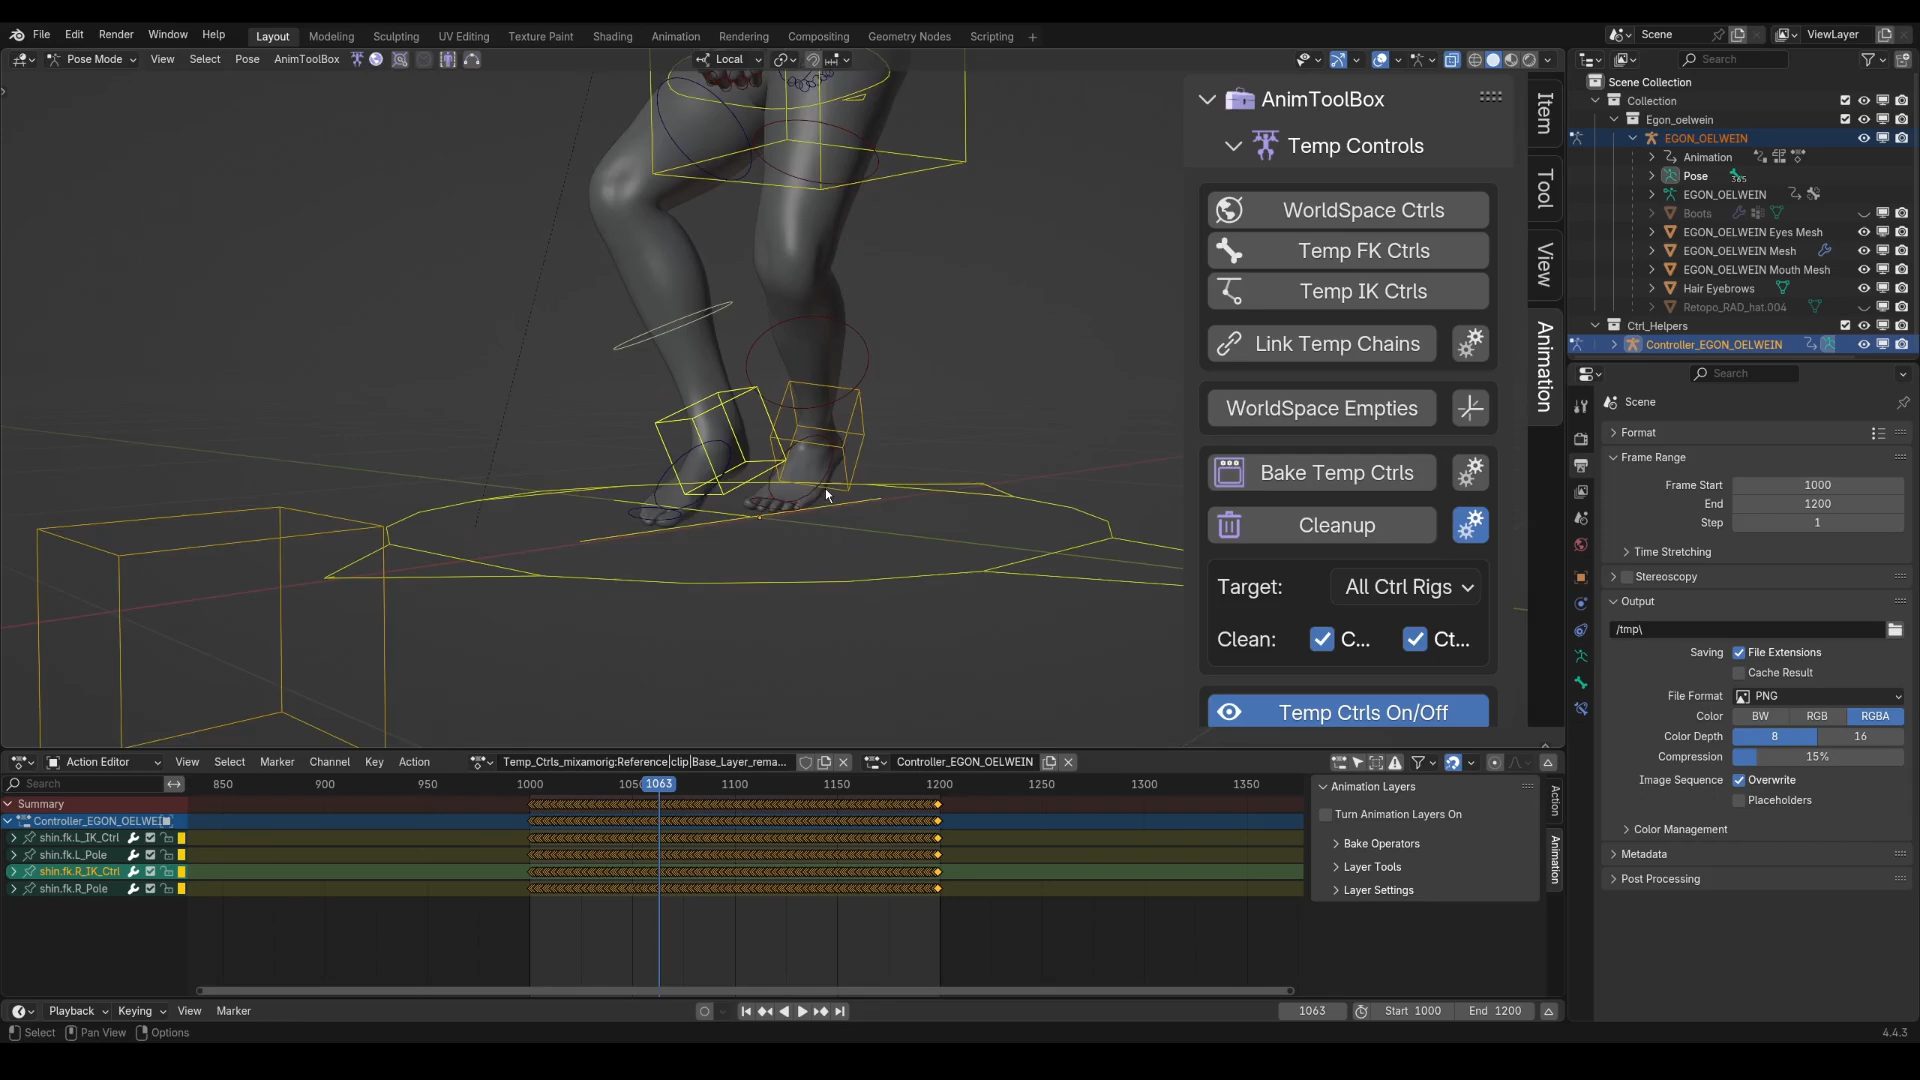 File Edit Render Window Help Layout Modeling Sculpting UV Editing Texture Paint Shading Animation Rendering Compositing Geometry Nodes Scripting + Scene ViewLayer
Pose Mode View Select Pose AnimToolBox Local Search
Scene Collection
Collection
Egon_oelwein
EGON_OELWEIN
Animation
Pose 365
EGON_OELWEIN
Boots
EGON_OELWEIN Eyes Mesh
EGON_OELWEIN Mesh
EGON_OELWEIN Mouth Mesh
Hair Eyebrows
Retopo_RAD_hat.004
Ctrl_Helpers
Controller_EGON_OELWEIN
AnimToolBox
Temp Controls
WorldSpace Ctrls
Temp FK Ctrls
Temp IK Ctrls
Link Temp Chains
WorldSpace Empties
Bake Temp Ctrls
Cleanup
Target: All Ctrl Rigs
Clean: C... Ct...
Temp Ctrls On/Off
Item
Tool
View
Animation
Search
Scene
Format
Frame Range
Frame Start 1000
End 1200
Step 1
Time Stretching
Stereoscopy
Output
/tmp\
Saving File Extensions
Cache Result
File Format PNG
Color BW RGB RGBA
Color Depth 8 16
Compression 15%
Image Sequence Overwrite
Placeholders
Color Management
Metadata
Post Processing
Action Editor View Select Marker Channel Key Action Temp_Ctrls_mixamorig:Reference|clip|Base_Layer_rema... Controller_EGON_OELWEIN
Search 850 900 950 1000 105 1063 1100 1150 1200 1250 1300 1350
Summary
Controller_EGON_OELWEI
shin.fk.L_IK_Ctrl
shin.fk.L_Pole
shin.fk.R_IK_Ctrl
shin.fk.R_Pole
Animation Layers
Turn Animation Layers On
Bake Operators
Layer Tools
Layer Settings
Action
Animation
Playback Keying View Marker 1063 Start 1000 End 1200
Select Pan View Options 4.4.3